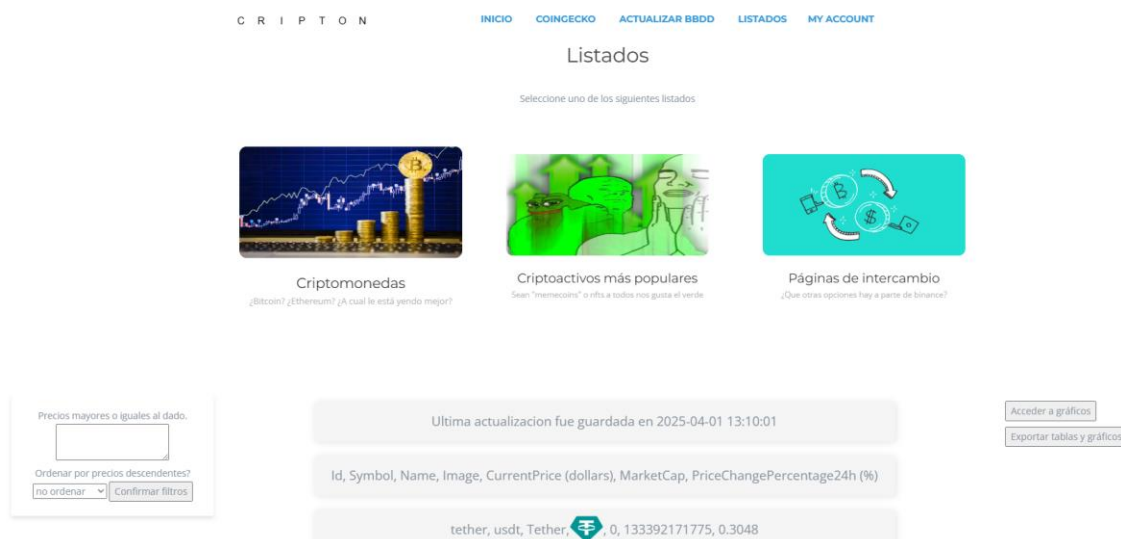 CRIPTON
INICIO COINGECKO ACTUALIZAR BBDD LISTADOS MY ACCOUNT
Listados
Seleccione uno de los siguientes listados
Criptomonedas
¿Bitcoin? ¿Ethereum? ¿A cual le está yendo mejor?
Criptoactivos más populares
Sean "memecoins" o nfts a todos nos gusta el verde
Páginas de intercambio
¿Que otras opciones hay a parte de binance?
Precios mayores o iguales al dado.
Ordenar por precios descendentes?
no ordenar Confirmar filtros
Ultima actualizacion fue guardada en 2025-04-01 13:10:01
Id, Symbol, Name, Image, CurrentPrice (dollars), MarketCap, PriceChangePercentage24h (%)
tether, usdt, Tether, , 0, 133392171775, 0.3048
Acceder a gráficos
Exportar tablas y gráficos